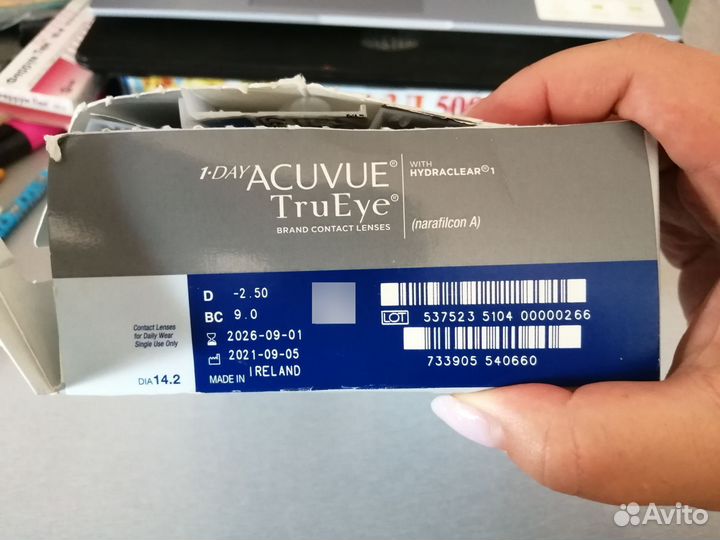 1·DAY ACUVUE®
TruEye®
BRAND CONTACT LENSES
WITH
HYDRACLEAR® 1
(narafilcon A)
D -2.50
BC 9.0
2026-09-01
2021-09-05
MADE IN IRELAND
Contact Lenses
for Daily Wear
Single Use Only
DIA 14.2
LOT 537523 5104 00000266
733905 540660
Avito